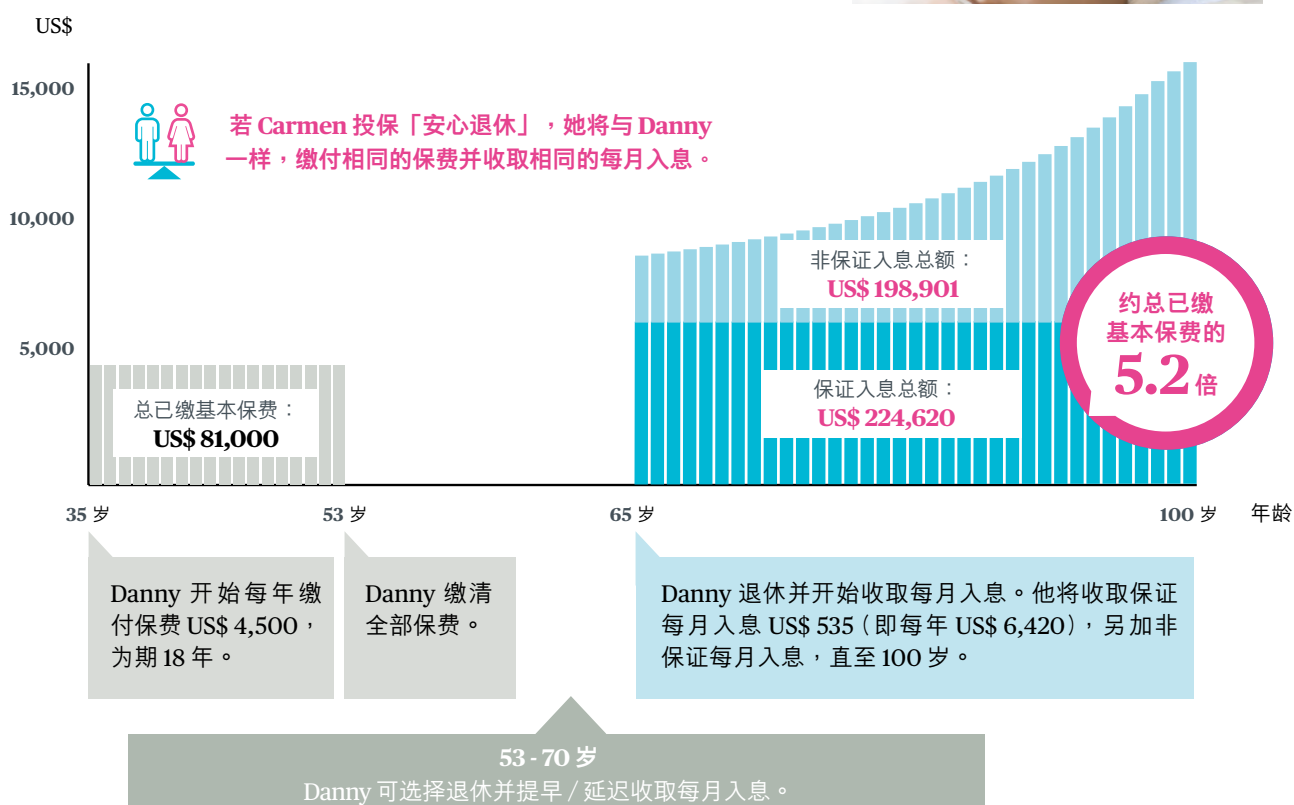 US$
15,000
10,000
5,000
若 Carmen 投保「安心退休」，她将与 Danny
一样，缴付相同的保费并收取相同的每月入息。
非保证入息总额：
US$ 198,901
保证入息总额：
US$ 224,620
约总已缴
基本保费的
5.2 倍
总已缴基本保费：
US$ 81,000
35 岁
53 岁
65 岁
100 岁
年龄
Danny 开始每年缴
付保费 US$ 4,500，
为期 18 年。
Danny 缴清
全部保费。
Danny 退休并开始收取每月入息。他将收取保证
每月入息 US$ 535（即每年 US$ 6,420），另加非
保证每月入息，直至 100 岁。
53 - 70 岁
Danny 可选择退休并提早 / 延迟收取每月入息。